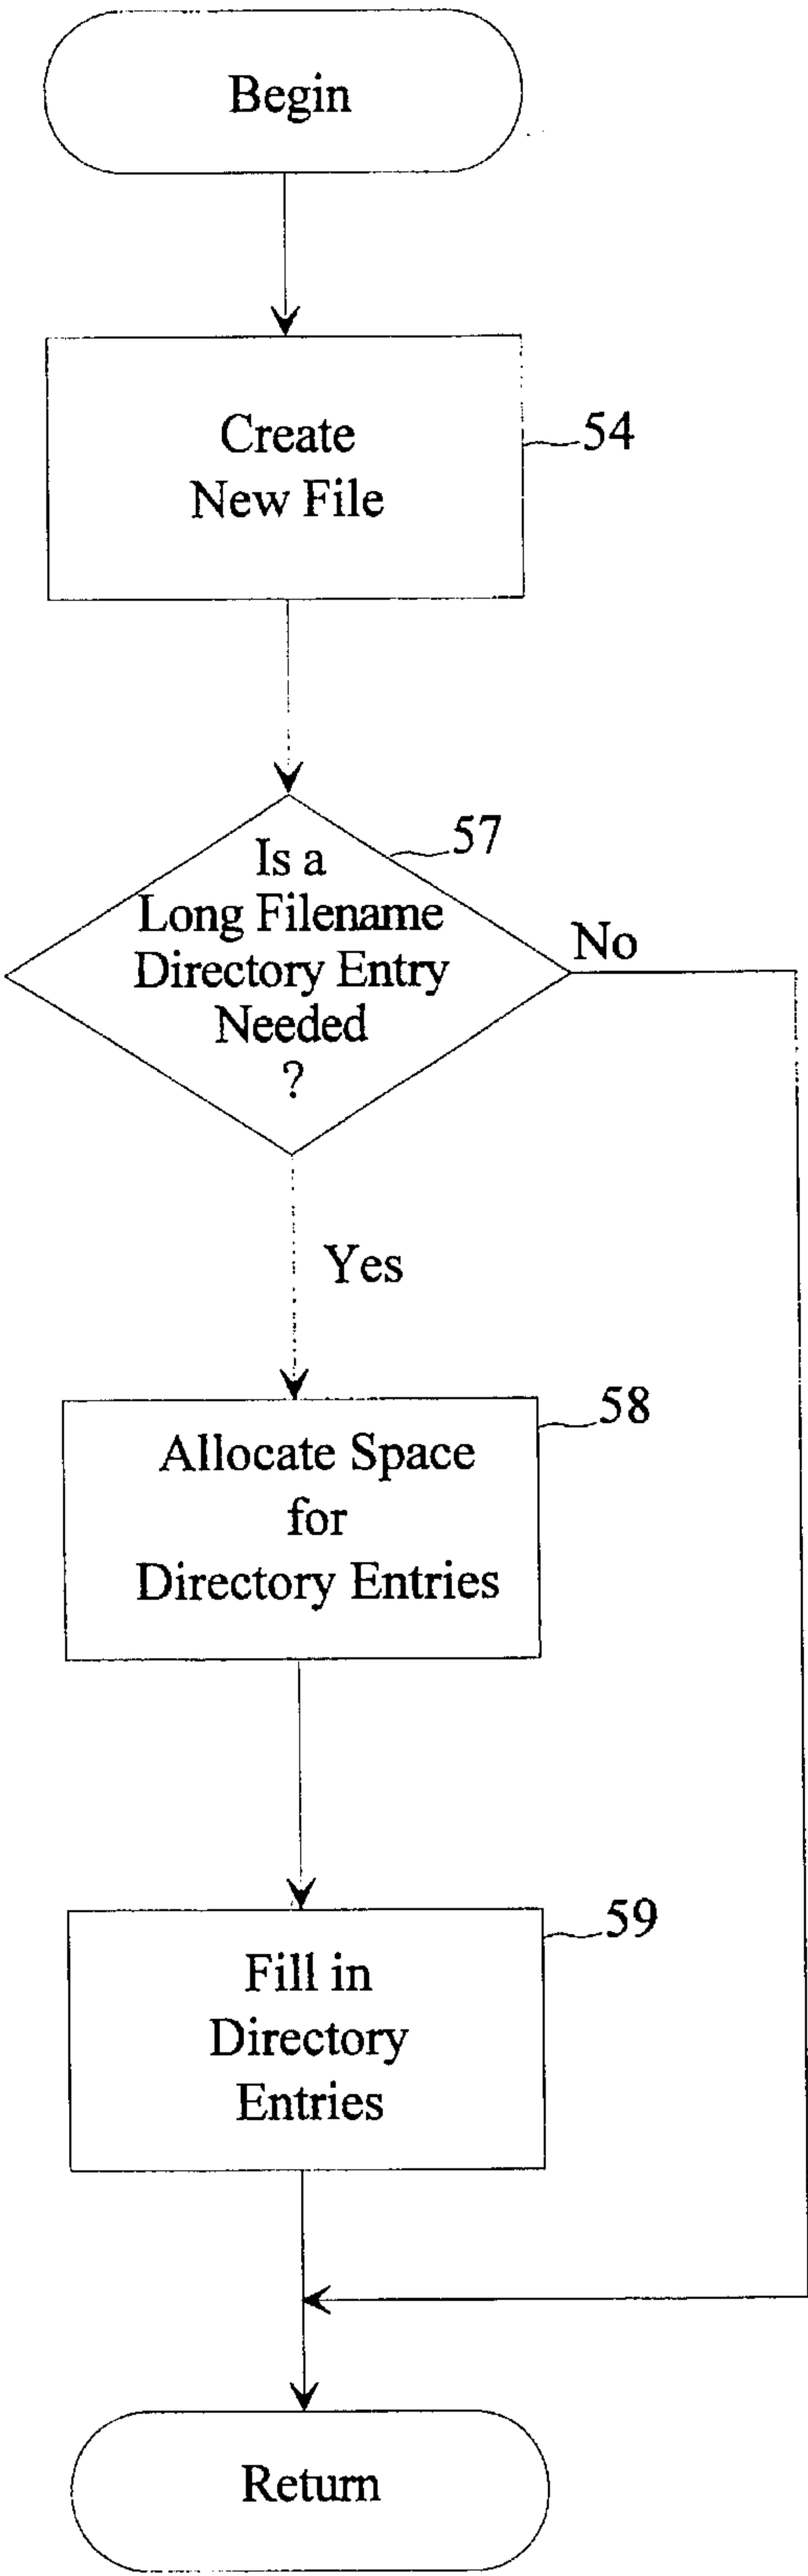 Begin
Create
New File
54
57
Is a
Long Filename
Directory Entry
Needed
?
No
Yes
58
Allocate Space
for
Directory Entries
59
Fill in
Directory
Entries
Return